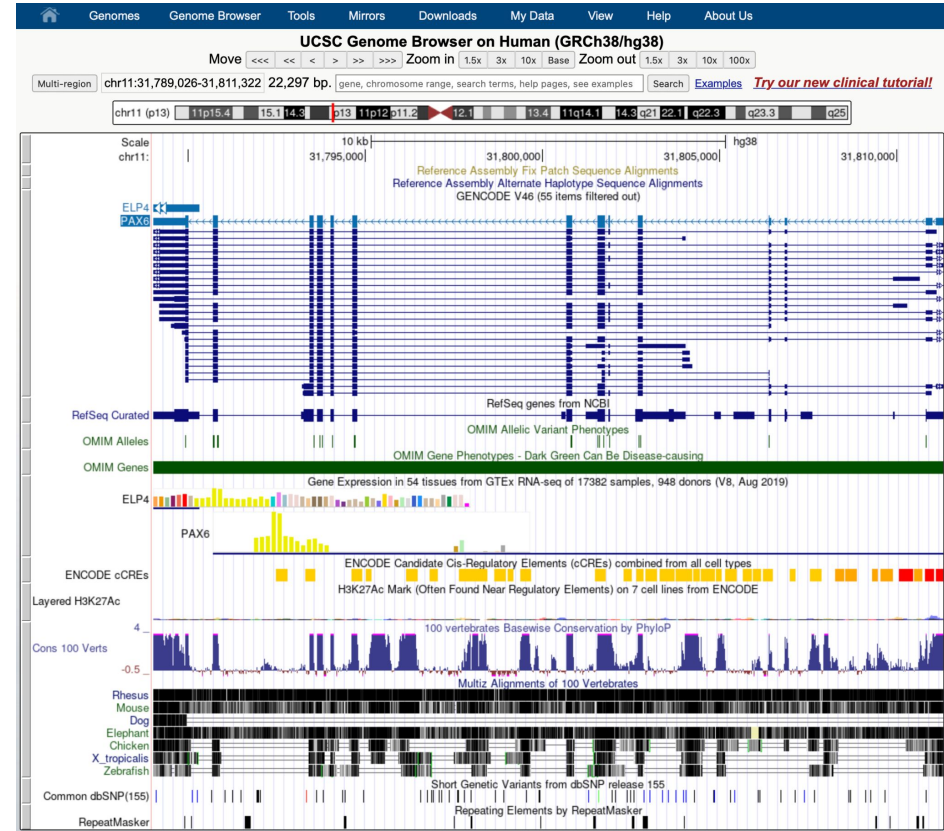 Genomes Genome Browser Tools Mirrors Downloads My Data View Help About Us
UCSC Genome Browser on Human (GRCh38/hg38)
Move <<< << < > >> >>> Zoom in 1.5x 3x 10x Base Zoom out 1.5x 3x 10x 100x
Multi-region chr11:31,789,026-31,811,322 22,297 bp. gene, chromosome range, search terms, help pages, see examples Search Examples Try our new clinical tutorial!
chr11 (p13) 11p15.4 15.1 14.3 p13 11p12 p11.2 12.1 13.4 11q14.1 14.3 q21 22.1 q22.3 q23.3 q25
Scale 10 kb hg38
chr11: 31,795,000 31,800,000 31,805,000 31,810,000
Reference Assembly Fix Patch Sequence Alignments
Reference Assembly Alternate Haplotype Sequence Alignments
GENCODE V46 (55 items filtered out)
ELP4
PAX6
RefSeq genes from NCBI
RefSeq Curated
OMIM Allelic Variant Phenotypes
OMIM Alleles
OMIM Gene Phenotypes - Dark Green Can Be Disease-causing
OMIM Genes
Gene Expression in 54 tissues from GTEx RNA-seq of 17382 samples, 948 donors (V8, Aug 2019)
ELP4
PAX6
ENCODE Candidate Cis-Regulatory Elements (cCREs) combined from all cell types
ENCODE cCREs
H3K27Ac Mark (Often Found Near Regulatory Elements) on 7 cell lines from ENCODE
Layered H3K27Ac
100 vertebrates Basewise Conservation by PhyloP
4 _
Cons 100 Verts
-0.5 _
Multiz Alignments of 100 Vertebrates
Rhesus
Mouse
Dog
Elephant
Chicken
X_tropicalis
Zebrafish
Short Genetic Variants from dbSNP release 155
Common dbSNP(155)
Repeating Elements by RepeatMasker
RepeatMasker